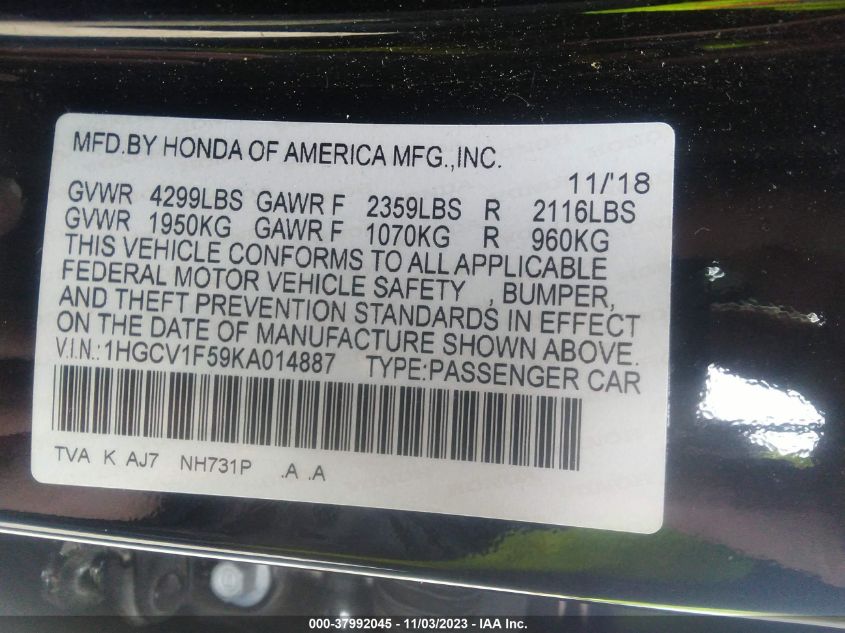 MFD.BY HONDA OF AMERICA MFG.,INC.
11/'18
GVWR 4299LBS GAWR F 2359LBS R 2116LBS
GVWR 1950KG GAWR F 1070KG R 960KG
THIS VEHICLE CONFORMS TO ALL APPLICABLE
FEDERAL MOTOR VEHICLE SAFETY , BUMPER,
AND THEFT PREVENTION STANDARDS IN EFFECT
ON THE DATE OF MANUFACTURE SHOWN ABOVE.
V.I.N.:1HGCV1F59KA014887 TYPE:PASSENGER CAR
TVA K AJ7 NH731P .A .A
000-37992045 - 11/03/2023 - IAA Inc.